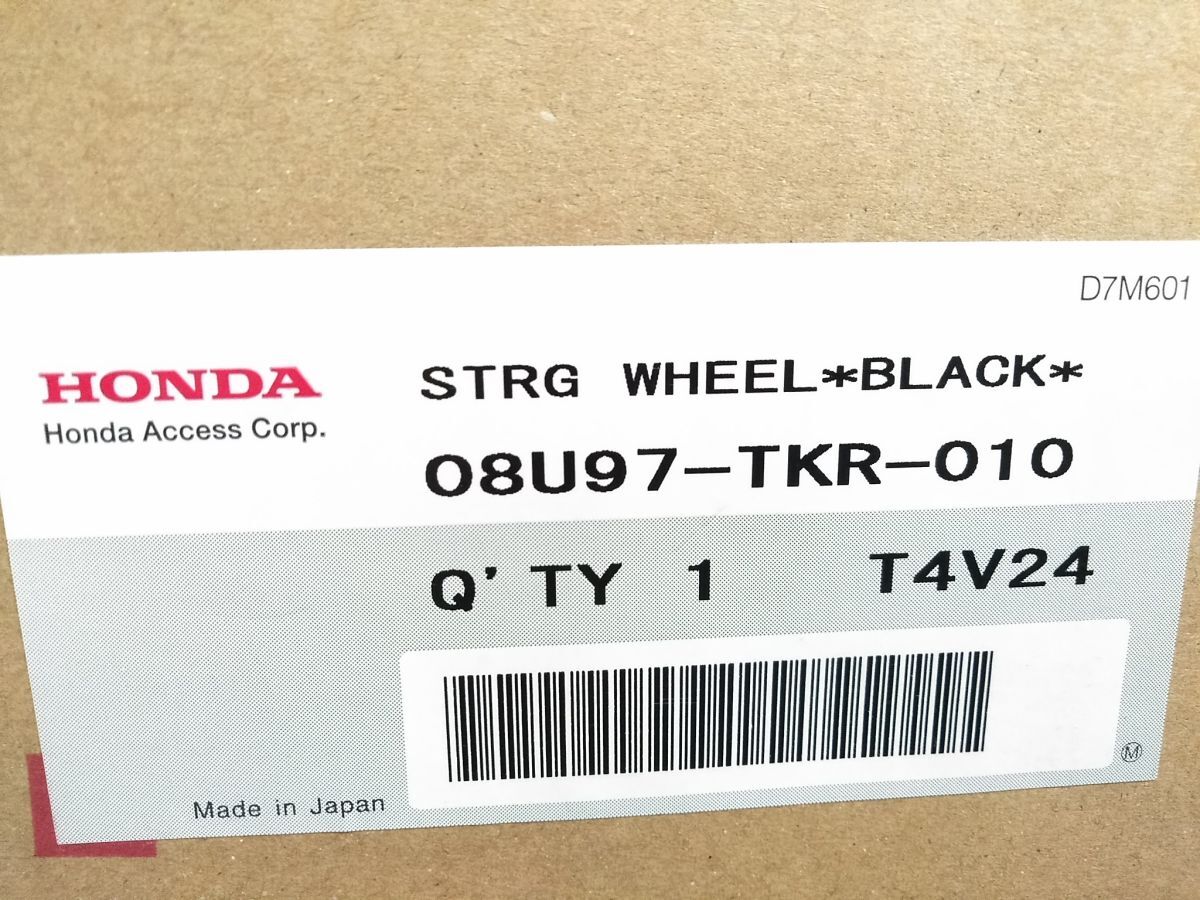 D7M601
HONDA
Honda Access Corp.
STRG WHEEL*BLACK*
08U97-TKR-010
Q'TY 1 T4V24
Made in Japan
M